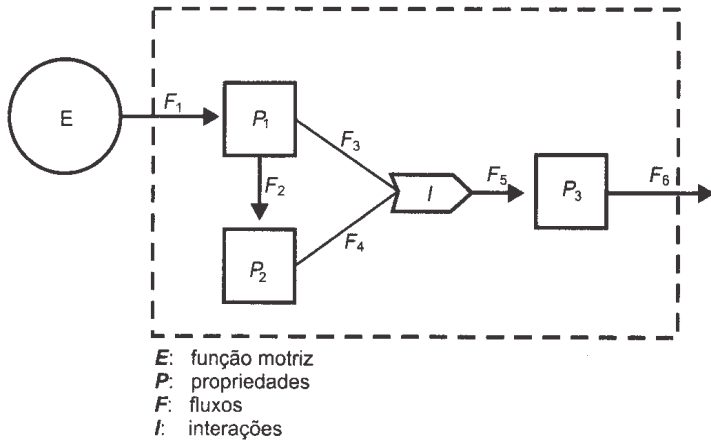 E
F₁
P₁
F₃
F₂
I
F₅
P₃
F₆
P₂
F₄
E: função motriz
P: propriedades
F: fluxos
I: interações